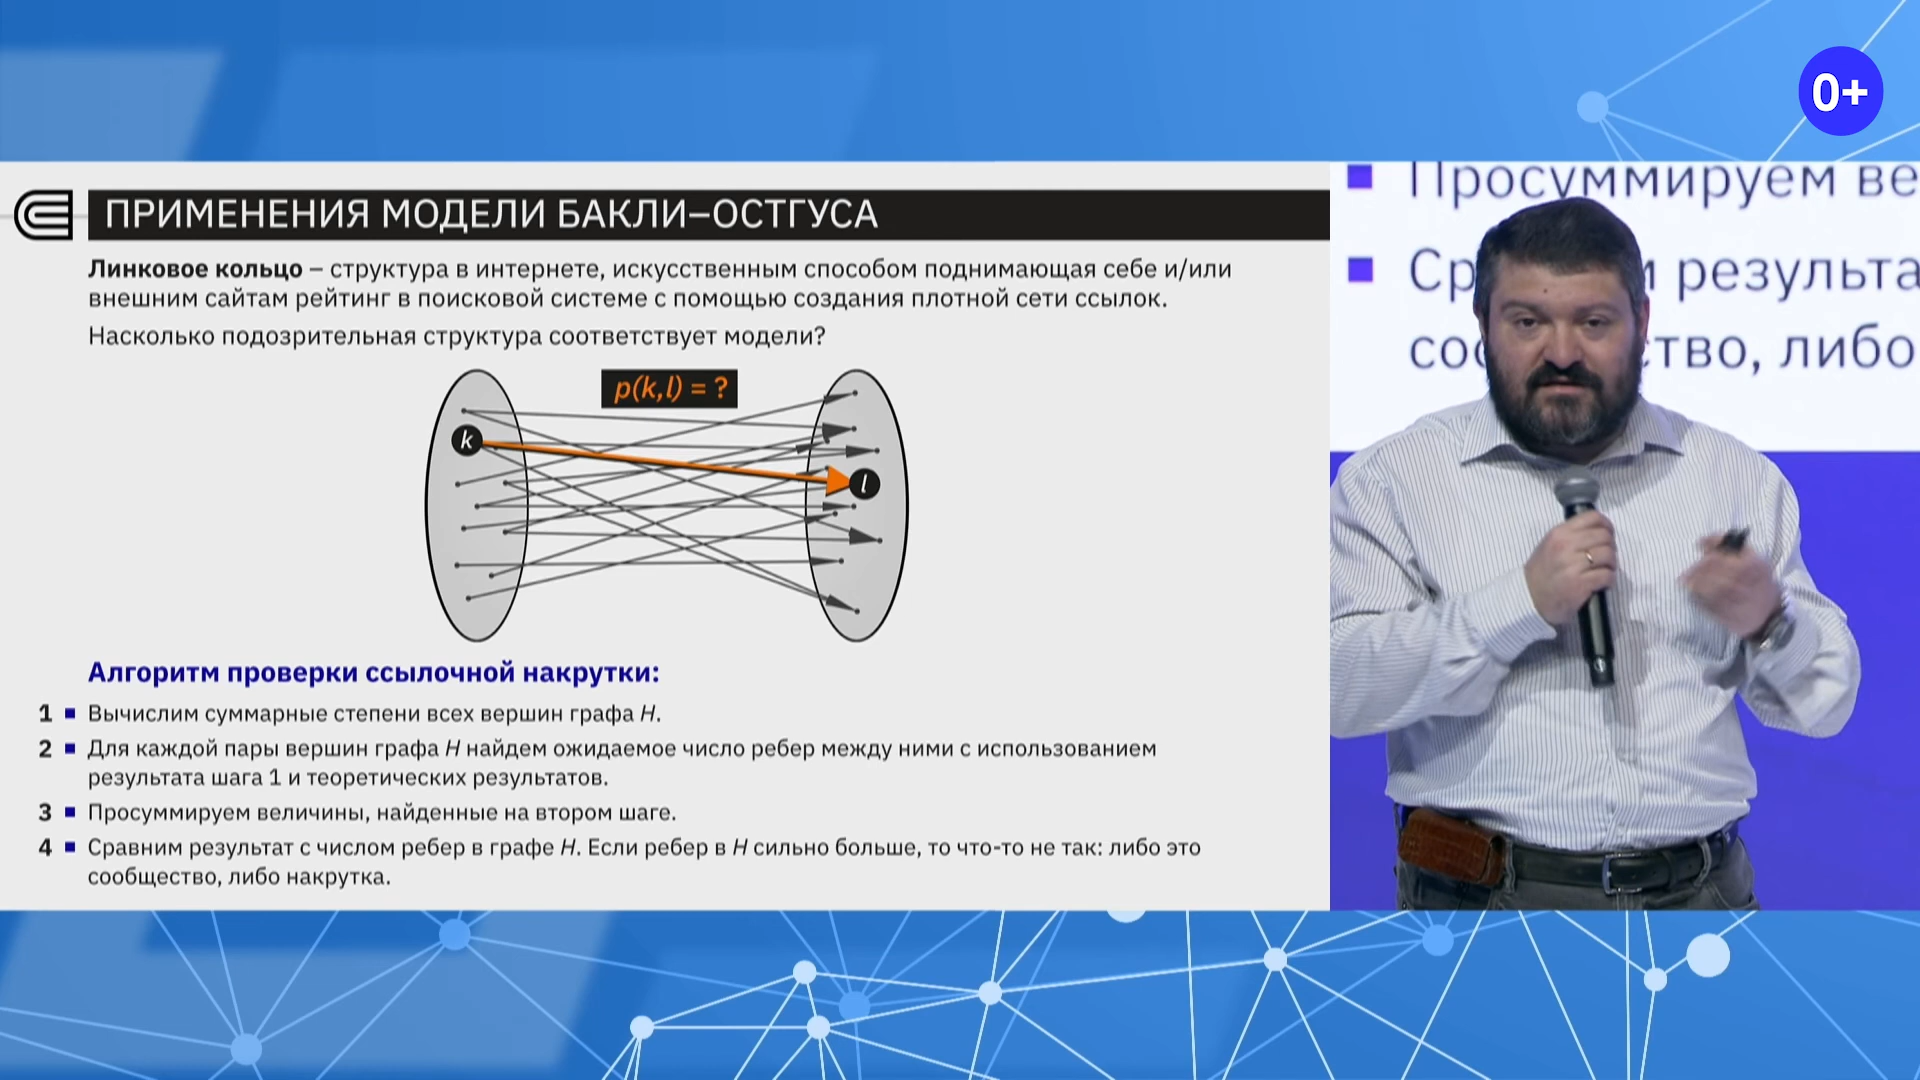 0+
ПРИМЕНЕНИЯ МОДЕЛИ БАКЛИ–ОСТГУСА
Линковое кольцо – структура в интернете, искусственным способом поднимающая себе и/или
внешним сайтам рейтинг в поисковой системе с помощью создания плотной сети ссылок.
Насколько подозрительная структура соответствует модели?
p(k,l) = ?
k
l
Алгоритм проверки ссылочной накрутки:
1 ■ Вычислим суммарные степени всех вершин графа H.
2 ■ Для каждой пары вершин графа H найдем ожидаемое число ребер между ними с использованием
результата шага 1 и теоретических результатов.
3 ■ Просуммируем величины, найденные на втором шаге.
4 ■ Сравним результат с числом ребер в графе H. Если ребер в H сильно больше, то что-то не так: либо это
сообщество, либо накрутка.
■ Просуммируем ве
■ Ср и результа
соо ство, либо